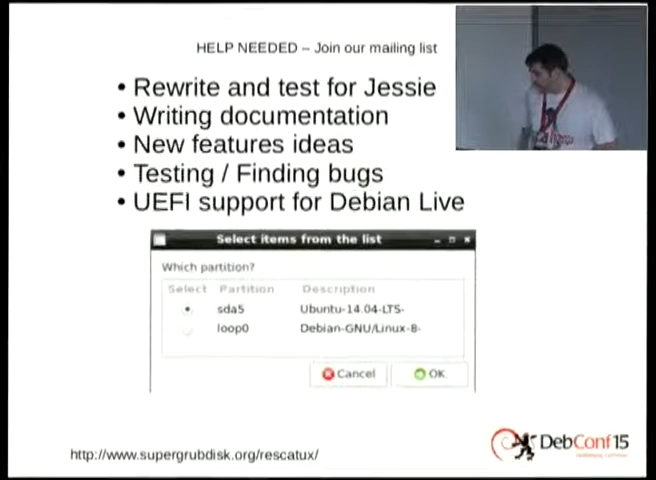 HELP NEEDED – Join our mailing list
• Rewrite and test for Jessie
• Writing documentation
• New features ideas
• Testing / Finding bugs
• UEFI support for Debian Live
Select items from the list
Which partition?
Select Partition Description
sda5 Ubuntu-14.04-LTS-
loop0 Debian-GNU/Linux-8-
Cancel OK
DebConf15
http://www.supergrubdisk.org/rescatux/